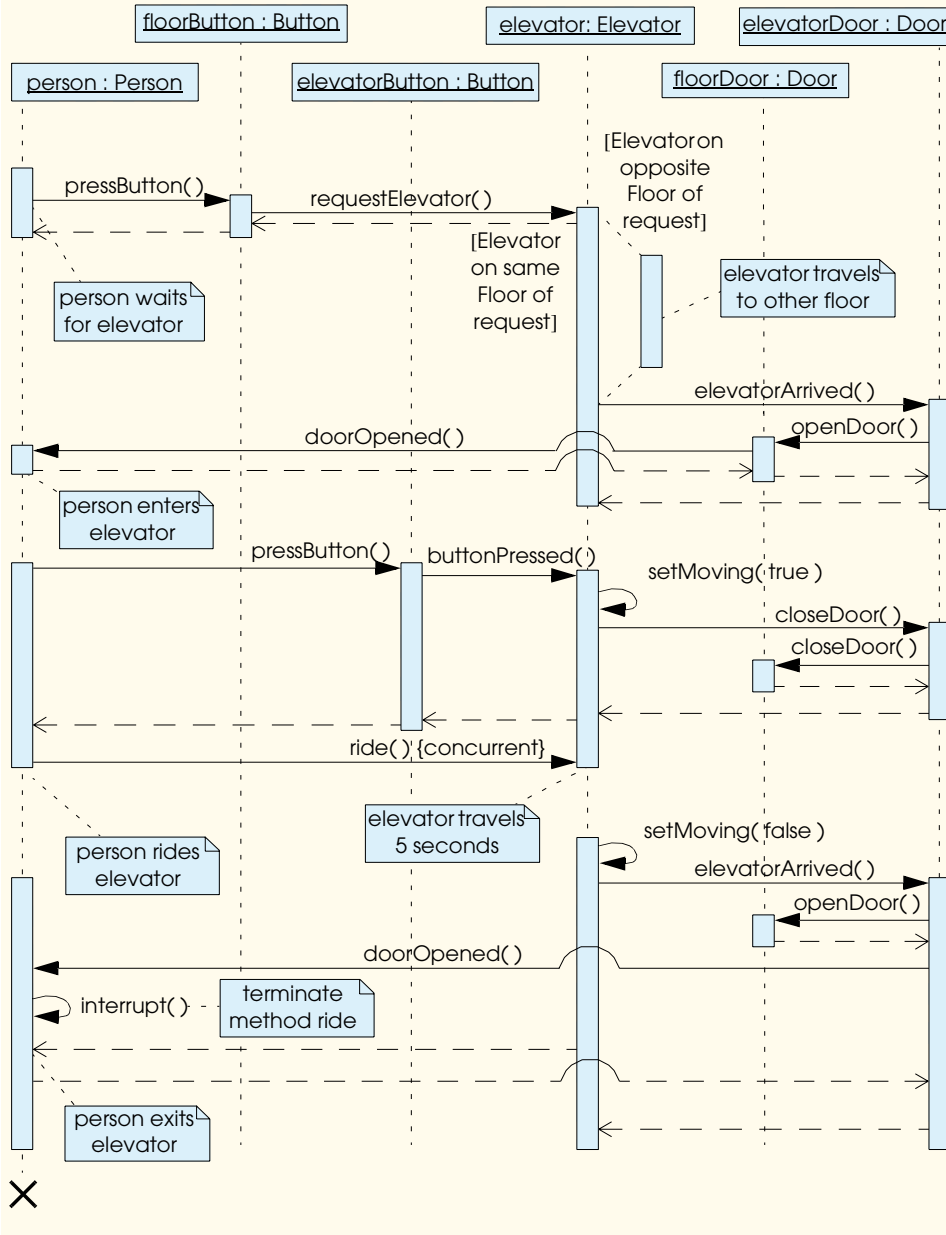 floorButton : Button
elevator: Elevator
elevatorDoor : Door
person : Person
elevatorButton : Button
floorDoor : Door
[Elevator on
opposite
Floor of
request]
pressButton( )
requestElevator( )
[Elevator
on same
Floor of
request]
elevator travels
to other floor
person waits
for elevator
elevatorArrived( )
openDoor( )
doorOpened( )
person enters
elevator
pressButton( )
buttonPressed( )
setMoving( true )
closeDoor( )
closeDoor( )
ride( ) {concurrent}
elevator travels
5 seconds
setMoving( false )
person rides
elevator
elevatorArrived( )
openDoor( )
doorOpened( )
interrupt( )
terminate
method ride
person exits
elevator